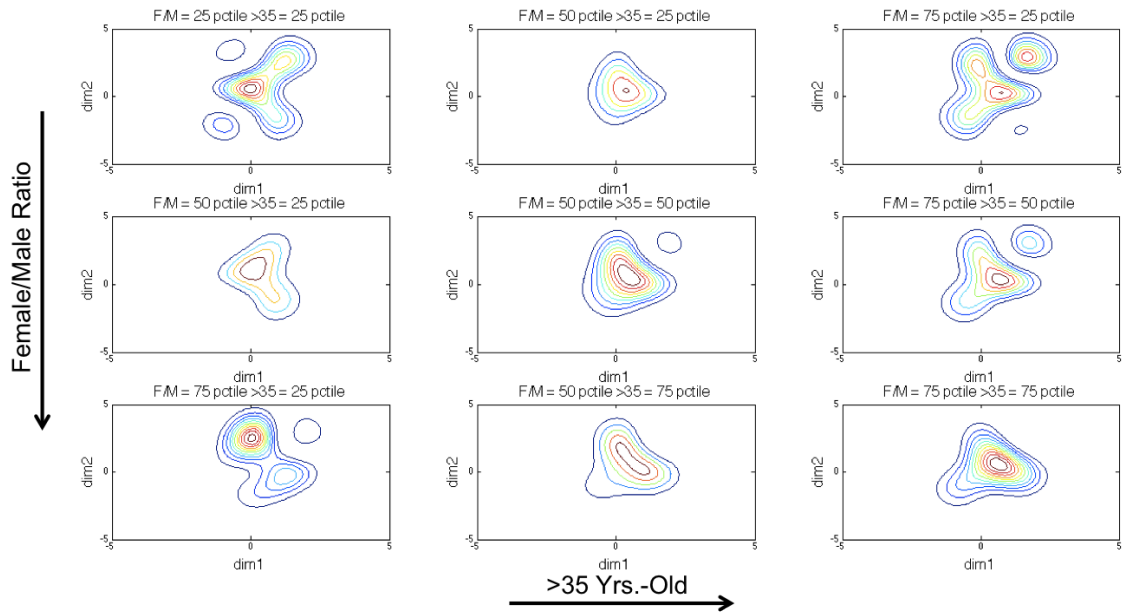 F/M = 25 pctile >35 = 25 pctile
5
0
-5
dim2
-5
0
5
dim1
F/M = 50 pctile >35 = 25 pctile
5
0
-5
dim2
-5
0
5
dim1
F/M = 75 pctile >35 = 25 pctile
5
0
-5
dim2
-5
0
5
dim1
Female/Male Ratio
F/M = 50 pctile >35 = 25 pctile
5
0
-5
dim2
-5
0
5
dim1
F/M = 50 pctile >35 = 50 pctile
5
0
-5
dim2
-5
0
5
dim1
F/M = 75 pctile >35 = 50 pctile
5
0
-5
dim2
-5
0
5
dim1
F/M = 75 pctile >35 = 25 pctile
5
0
-5
dim2
-5
0
5
dim1
F/M = 50 pctile >35 = 75 pctile
5
0
-5
dim2
-5
0
5
dim1
F/M = 75 pctile >35 = 75 pctile
5
0
-5
dim2
-5
0
5
dim1
>35 Yrs.-Old